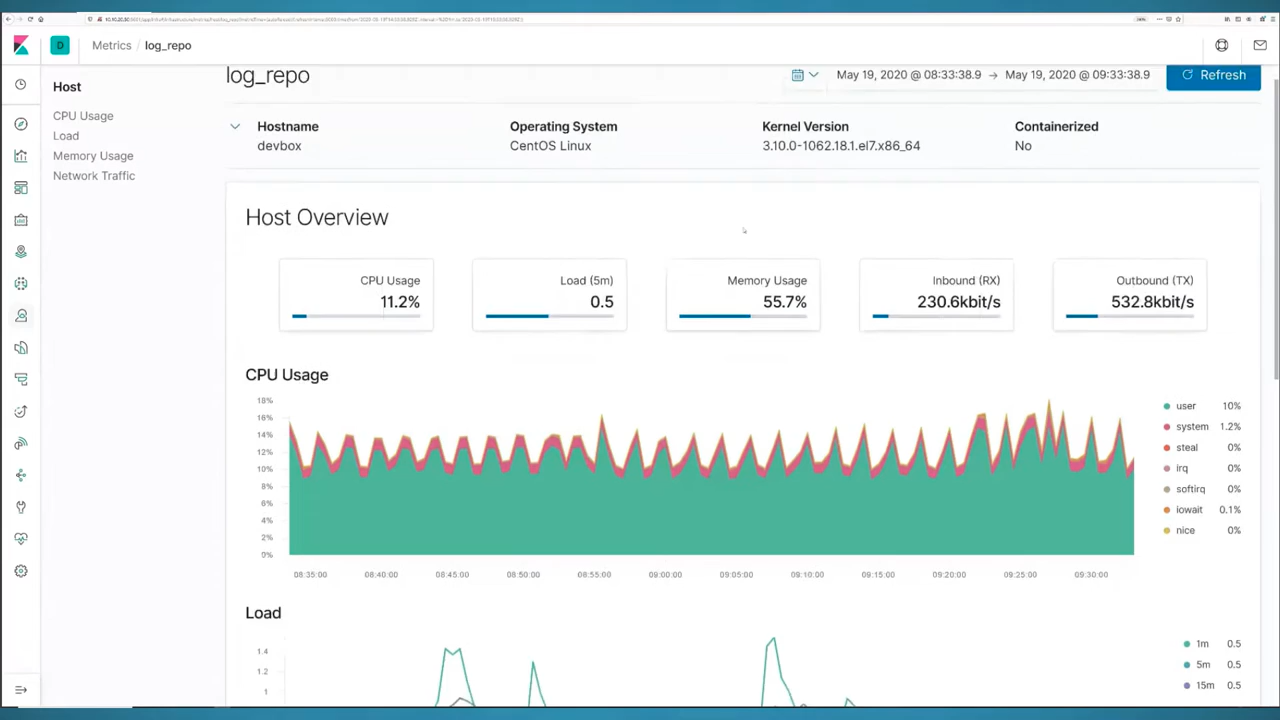 D Metrics / log_repo
Host
CPU Usage
Load
Memory Usage
Network Traffic
log_repo
May 19, 2020 @ 08:33:38.9 → May 19, 2020 @ 09:33:38.9 Refresh
Hostname Operating System Kernel Version Containerized
devbox CentOS Linux 3.10.0-1062.18.1.el7.x86_64 No
Host Overview
CPU Usage Load (5m) Memory Usage Inbound (RX) Outbound (TX)
11.2% 0.5 55.7% 230.6kbit/s 532.8kbit/s
CPU Usage
18%
16%
14%
12%
10%
8%
6%
4%
2%
0%
08:35:00 08:40:00 08:45:00 08:50:00 08:55:00 09:00:00 09:05:00 09:10:00 09:15:00 09:20:00 09:25:00 09:30:00
user 10%
system 1.2%
steal 0%
irq 0%
softirq 0%
iowait 0.1%
nice 0%
Load
1.4
1.2
1
1m 0.5
5m 0.5
15m 0.5